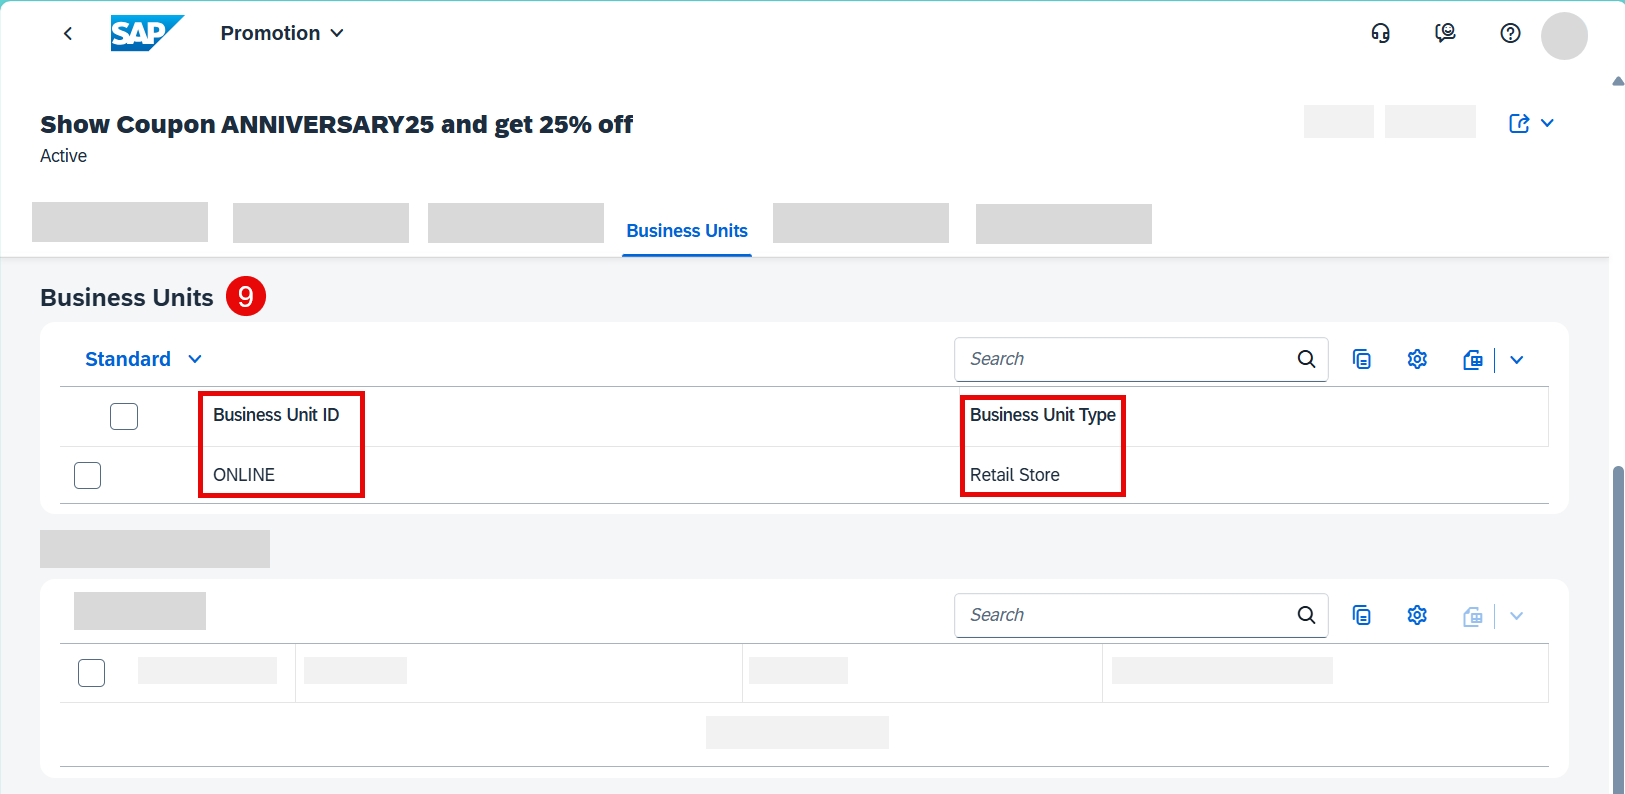 SAP Promotion
Show Coupon ANNIVERSARY25 and get 25% off
Active
Business Units
Business Units 9
Standard Search
Business Unit ID Business Unit Type
ONLINE Retail Store
Search